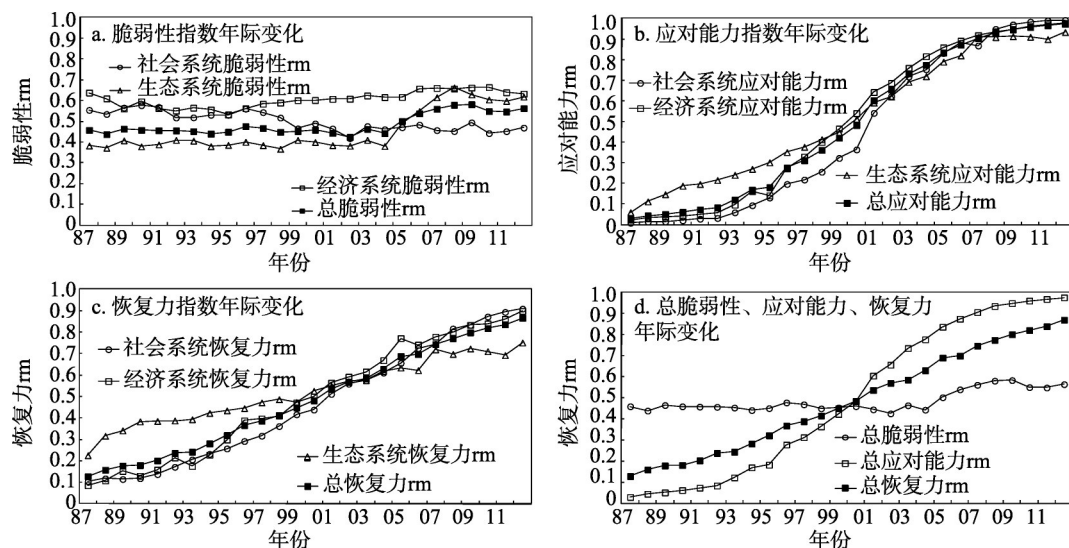 a. 脆弱性指数年际变化
社会系统脆弱性rm
生态系统脆弱性rm
经济系统脆弱性rm
总脆弱性rm
脆弱性rm
1.0
0.9
0.8
0.7
0.6
0.5
0.4
0.3
0.2
0.1
0
87 89 91 93 95 97 99 01 03 05 07 09 11
年份
b. 应对能力指数年际变化
社会系统应对能力rm
经济系统应对能力rm
生态系统应对能力rm
总应对能力rm
应对能力rm
1.0
0.9
0.8
0.7
0.6
0.5
0.4
0.3
0.2
0.1
0
87 89 91 93 95 97 99 01 03 05 07 09 11
年份
c. 恢复力指数年际变化
社会系统恢复力rm
经济系统恢复力rm
生态系统恢复力rm
总恢复力rm
恢复力rm
1.0
0.9
0.8
0.7
0.6
0.5
0.4
0.3
0.2
0.1
0
87 89 91 93 95 97 99 01 03 05 07 09 11
年份
d. 总脆弱性、应对能力、恢复力
年际变化
总脆弱性rm
总应对能力rm
总恢复力rm
恢复力rm
1.0
0.9
0.8
0.7
0.6
0.5
0.4
0.3
0.2
0.1
0
87 89 91 93 95 97 99 01 03 05 07 09 11
年份